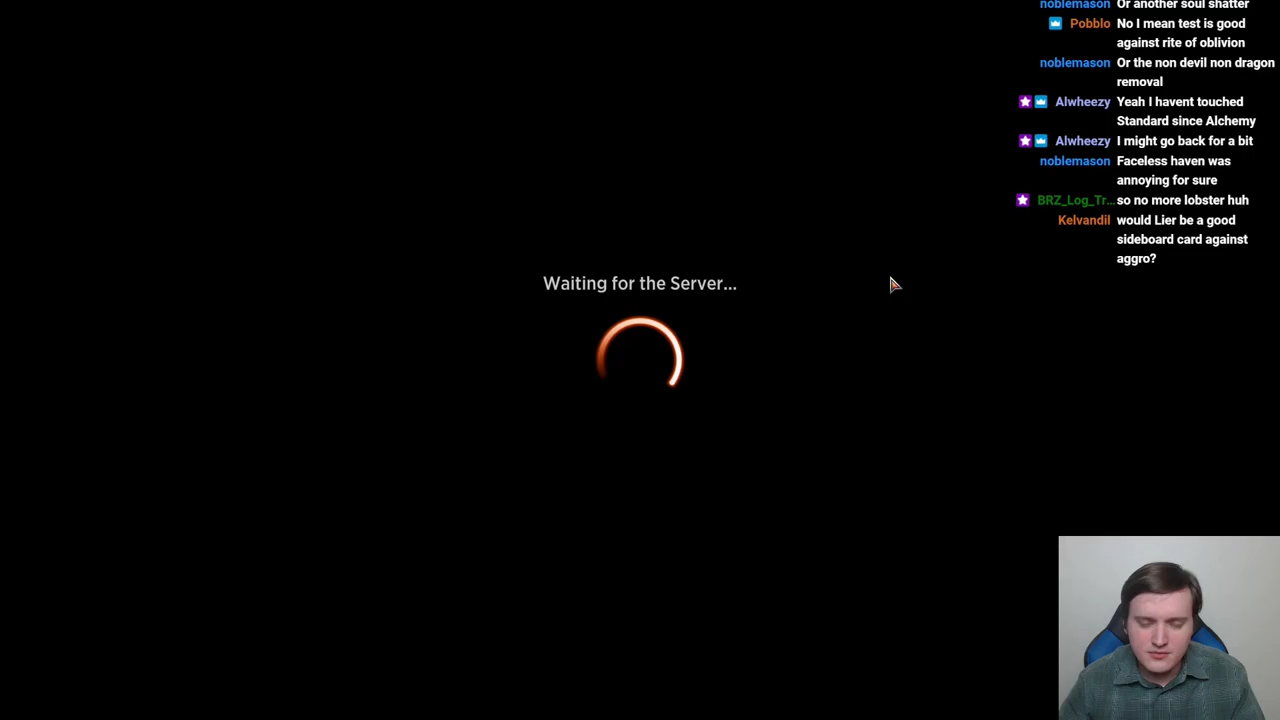 noblemason Or another soul shatter
Pobblo No I mean test is good
against rite of oblivion
noblemason Or the non devil non dragon
removal
Alwheezy Yeah I havent touched
Standard since Alchemy
Alwheezy I might go back for a bit
noblemason Faceless haven was
annoying for sure
BRZ_Log_Tr... so no more lobster huh
Kelvandil would Lier be a good
sideboard card against
aggro?
Waiting for the Server...